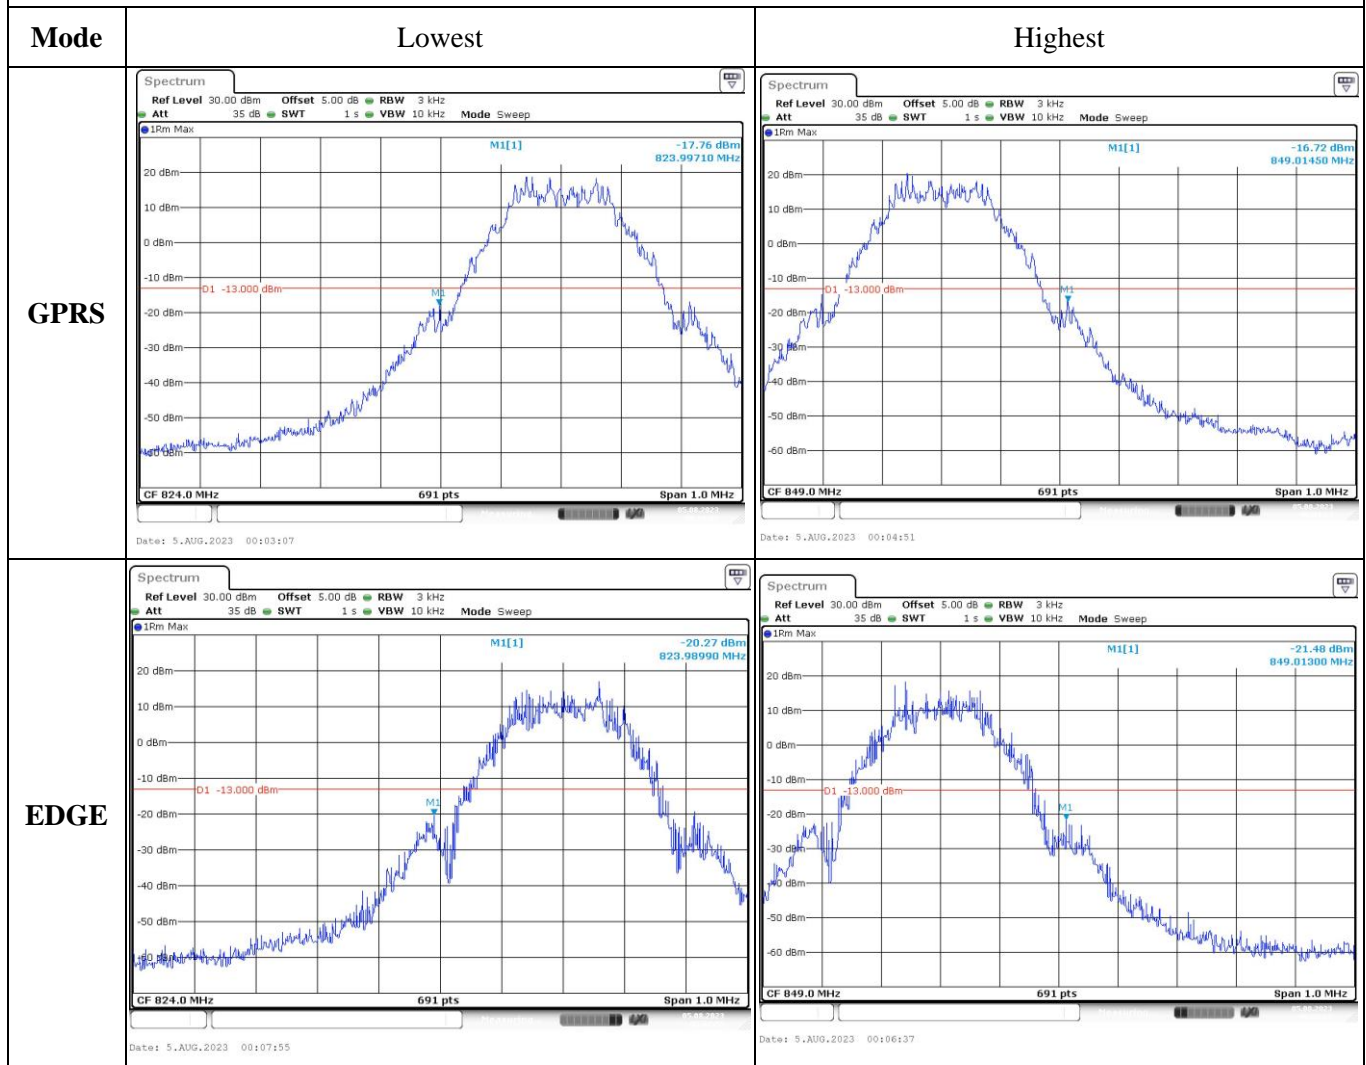 Mode Lowest Highest
GPRS
Spectrum
Ref Level 30.00 dBm Offset 5.00 dB RBW 3 kHz
Att 35 dB SWT 1 s VBW 10 kHz Mode Sweep
1Rm Max
M1[1] -17.76 dBm
823.99710 MHz
20 dBm
10 dBm
0 dBm
-10 dBm
D1 -13.000 dBm
M1
-20 dBm
-30 dBm
-40 dBm
-50 dBm
-60 dBm
CF 824.0 MHz 691 pts Span 1.0 MHz
05.08.2023
Date: 5.AUG.2023 00:03:07
Spectrum
Ref Level 30.00 dBm Offset 5.00 dB RBW 3 kHz
Att 35 dB SWT 1 s VBW 10 kHz Mode Sweep
1Rm Max
M1[1] -16.72 dBm
849.01450 MHz
20 dBm
10 dBm
0 dBm
-10 dBm
D1 -13.000 dBm
M1
-20 dBm
-30 dBm
-40 dBm
-50 dBm
-60 dBm
CF 849.0 MHz 691 pts Span 1.0 MHz
Date: 5.AUG.2023 00:04:51
EDGE
Spectrum
Ref Level 30.00 dBm Offset 5.00 dB RBW 3 kHz
Att 35 dB SWT 1 s VBW 10 kHz Mode Sweep
1Rm Max
M1[1] -20.27 dBm
823.98990 MHz
20 dBm
10 dBm
0 dBm
-10 dBm
D1 -13.000 dBm
M1
-20 dBm
-30 dBm
-40 dBm
-50 dBm
-60 dBm
CF 824.0 MHz 691 pts Span 1.0 MHz
Date: 5.AUG.2023 00:07:55
Spectrum
Ref Level 30.00 dBm Offset 5.00 dB RBW 3 kHz
Att 35 dB SWT 1 s VBW 10 kHz Mode Sweep
1Rm Max
M1[1] -21.48 dBm
849.01300 MHz
20 dBm
10 dBm
0 dBm
-10 dBm
D1 -13.000 dBm
M1
-20 dBm
-30 dBm
-40 dBm
-50 dBm
-60 dBm
CF 849.0 MHz 691 pts Span 1.0 MHz
Date: 5.AUG.2023 00:06:37